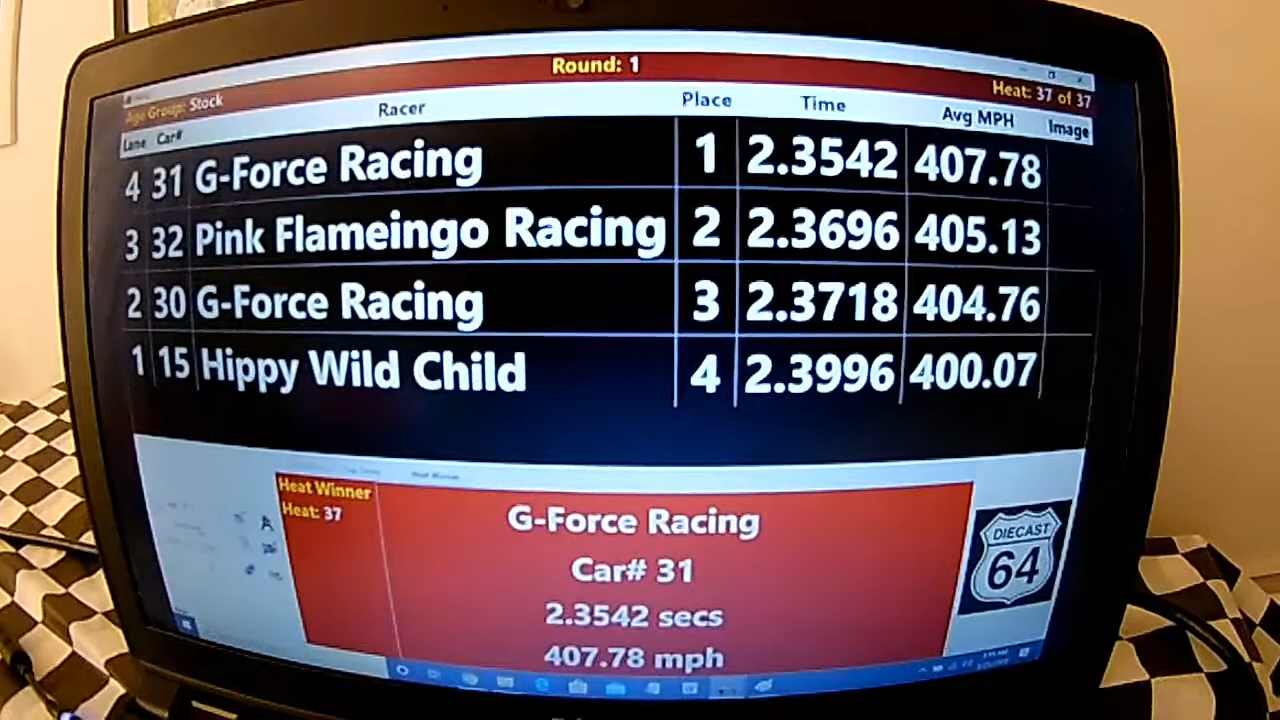 Round: 1
Age Group: Stock
Heat: 37 of 37
Lane Car# Racer Place Time Avg MPH Image
4 31 G-Force Racing 1 2.3542 407.78
3 32 Pink Flameingo Racing 2 2.3696 405.13
2 30 G-Force Racing 3 2.3718 404.76
1 15 Hippy Wild Child 4 2.3996 400.07
Heat Winner
Heat: 37
G-Force Racing
Car# 31
2.3542 secs
407.78 mph
DIECAST
64